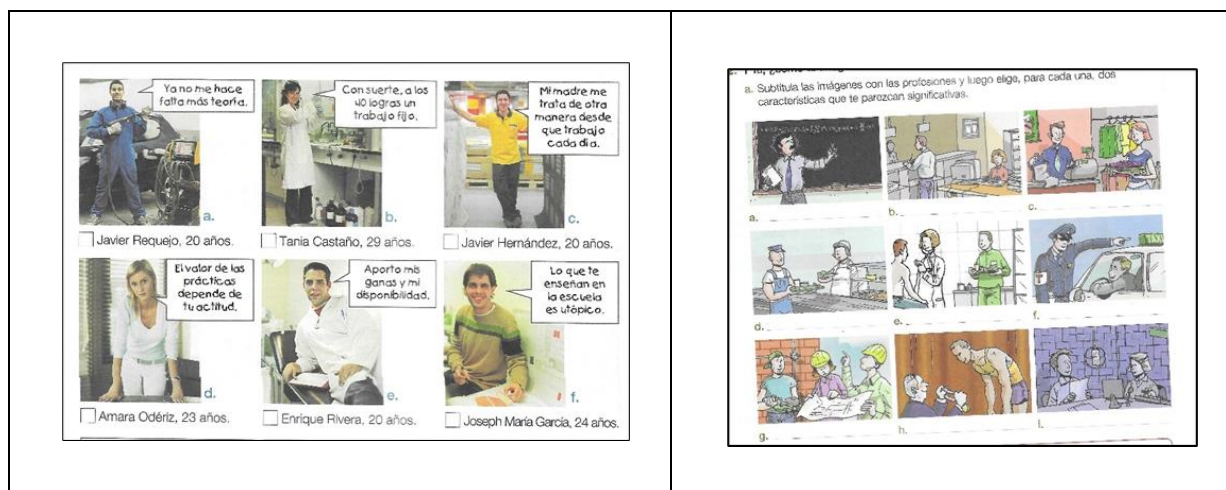 Ya no me hace
falta más teoría.
Con suerte, a los
40 logras un
trabajo fijo.
Mi madre me
trata de otra
manera desde
que trabajo
cada día.
a.
b.
c.
Javier Requejo, 20 años.
Tania Castaño, 29 años.
Javier Hernández, 20 años.
El valor de las
prácticas
depende de
tu actitud.
Aporto mis
ganas y mi
disponibilidad.
Lo que te
enseñan en
la escuela
es utópico.
d.
e.
f.
Amara Odériz, 23 años.
Enrique Rivera, 20 años.
Joseph María García, 24 años.
a. Subtitula las imágenes con las profesiones y luego elige, para cada una, dos
características que te parezcan significativas.
a.
b.
c.
TAXI
d.
e.
f.
g.
h.
i.